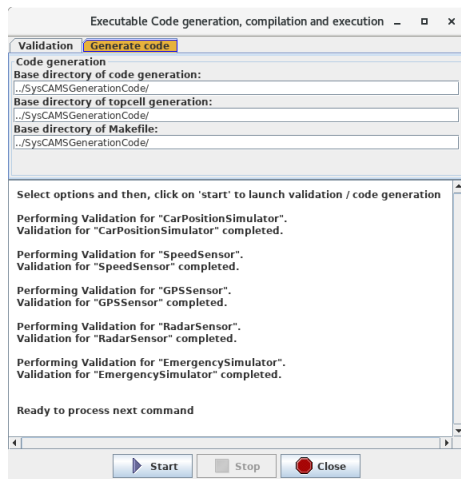 Executable Code generation, compilation and execution
Validation Generate code
Code generation
Base directory of code generation:
../SysCAMSGenerationCode/
Base directory of topcell generation:
../SysCAMSGenerationCode/
Base directory of Makefile:
../SysCAMSGenerationCode/
Select options and then, click on 'start' to launch validation / code generation
Performing Validation for "CarPositionSimulator".
Validation for "CarPositionSimulator" completed.
Performing Validation for "SpeedSensor".
Validation for "SpeedSensor" completed.
Performing Validation for "GPSSensor".
Validation for "GPSSensor" completed.
Performing Validation for "RadarSensor".
Validation for "RadarSensor" completed.
Performing Validation for "EmergencySimulator".
Validation for "EmergencySimulator" completed.
Ready to process next command
Start Stop Close